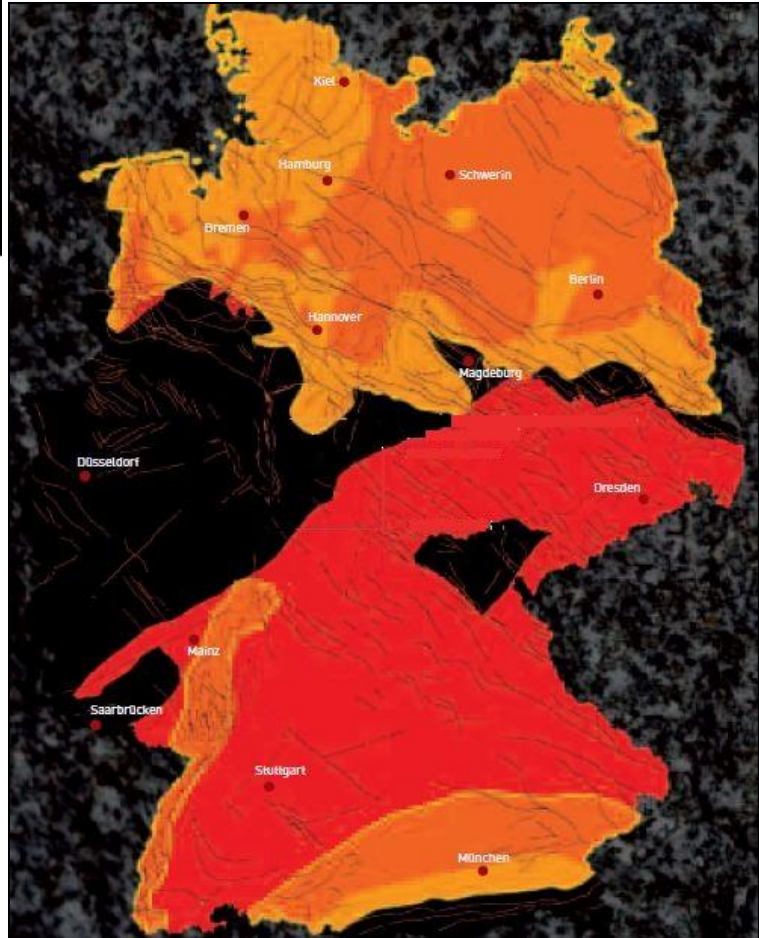 Kiel
Hamburg
Schwerin
Bremen
Berlin
Hannover
Magdeburg
Düsseldorf
Dresden
Mainz
Saarbrücken
Stuttgart
München